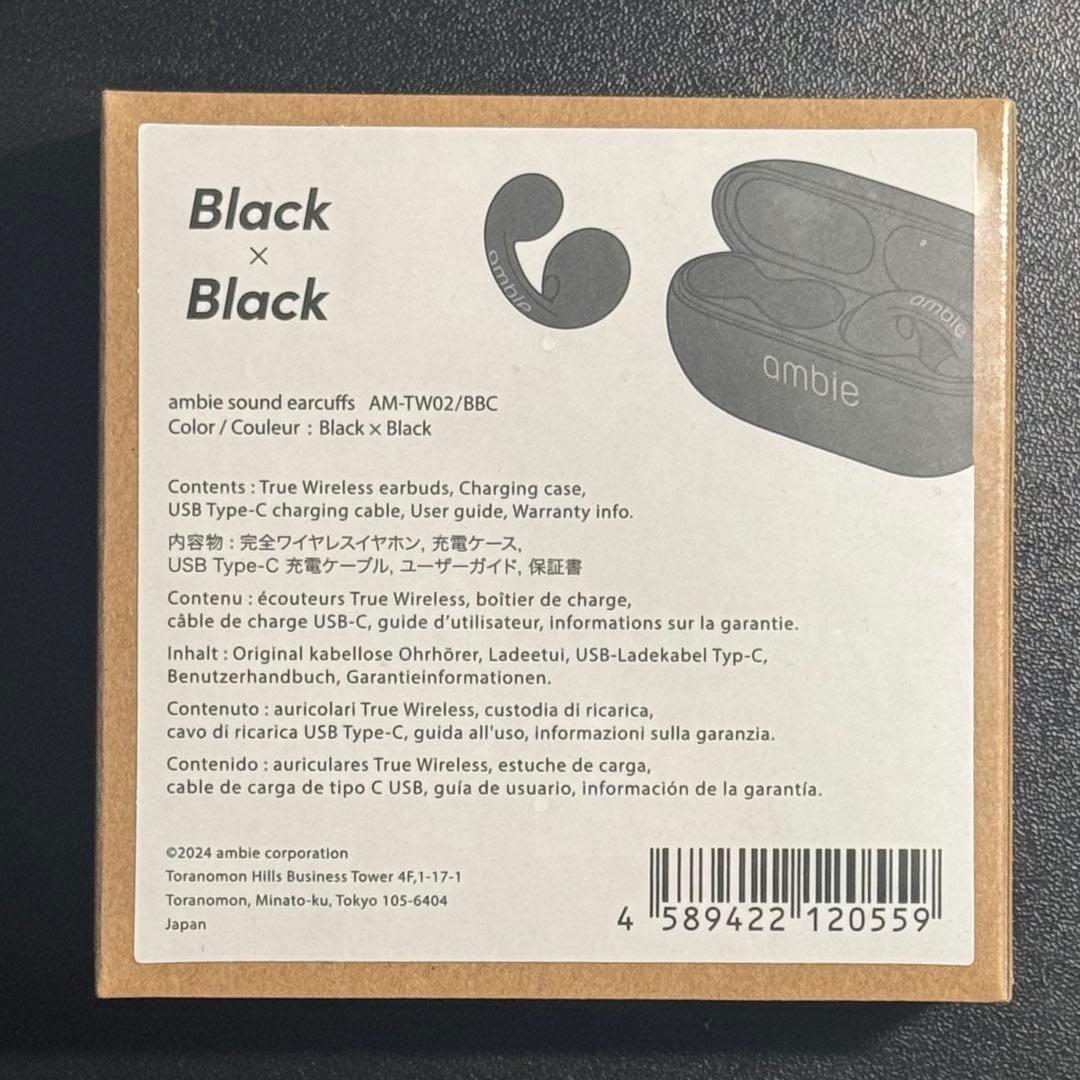 Black
×
Black
ambie
ambie
ambie
ambie sound earcuffs AM-TW02/BBC
Color / Couleur : Black × Black
Contents : True Wireless earbuds, Charging case,
USB Type-C charging cable, User guide, Warranty info.
内容物 : 完全ワイヤレスイヤホン, 充電ケース,
USB Type-C 充電ケーブル, ユーザーガイド, 保証書
Contenu : écouteurs True Wireless, boîtier de charge,
câble de charge USB-C, guide d’utilisateur, informations sur la garantie.
Inhalt : Original kabellose Ohrhörer, Ladeetui, USB-Ladekabel Typ-C,
Benutzerhandbuch, Garantieinformationen.
Contenuto : auricolari True Wireless, custodia di ricarica,
cavo di ricarica USB Type-C, guida all'uso, informazioni sulla garanzia.
Contenido : auriculares True Wireless, estuche de carga,
cable de carga de tipo C USB, guía de usuario, información de la garantía.
©2024 ambie corporation
Toranomon Hills Business Tower 4F,1-17-1
Toranomon, Minato-ku, Tokyo 105-6404
Japan
4 589422 120559